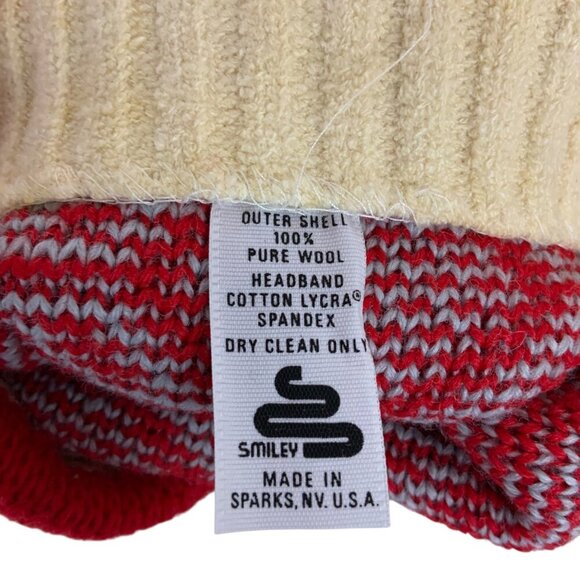 OUTER SHELL
100%
PURE WOOL
HEADBAND
COTTON LYCRA®
SPANDEX
DRY CLEAN ONLY
SMILEY
MADE IN
SPARKS, NV. U.S.A.